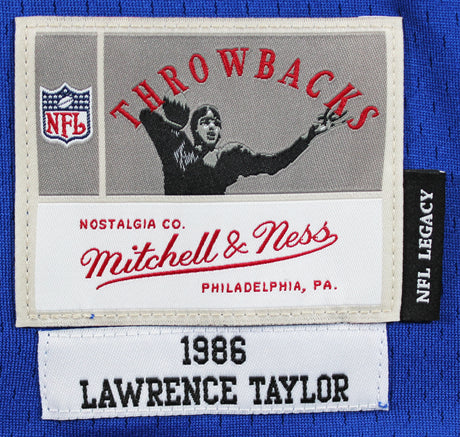 THROWBACKS
NFL
NOSTALGIA CO.
Mitchell & Ness
PHILADELPHIA, PA.
NFL LEGACY
1986
LAWRENCE TAYLOR